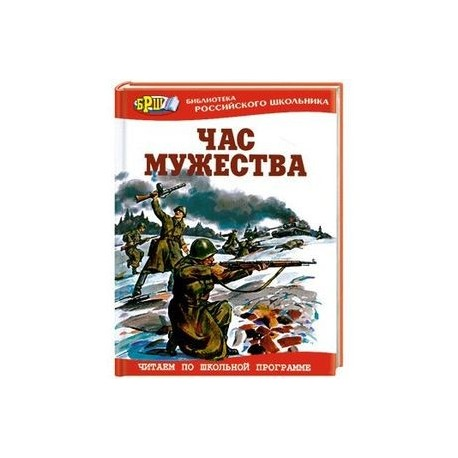 БРШ
БИБЛИОТЕКА
РОССИЙСКОГО ШКОЛЬНИКА
ЧАС
МУЖЕСТВА
ЧИТАЕМ ПО ШКОЛЬНОЙ ПРОГРАММЕ